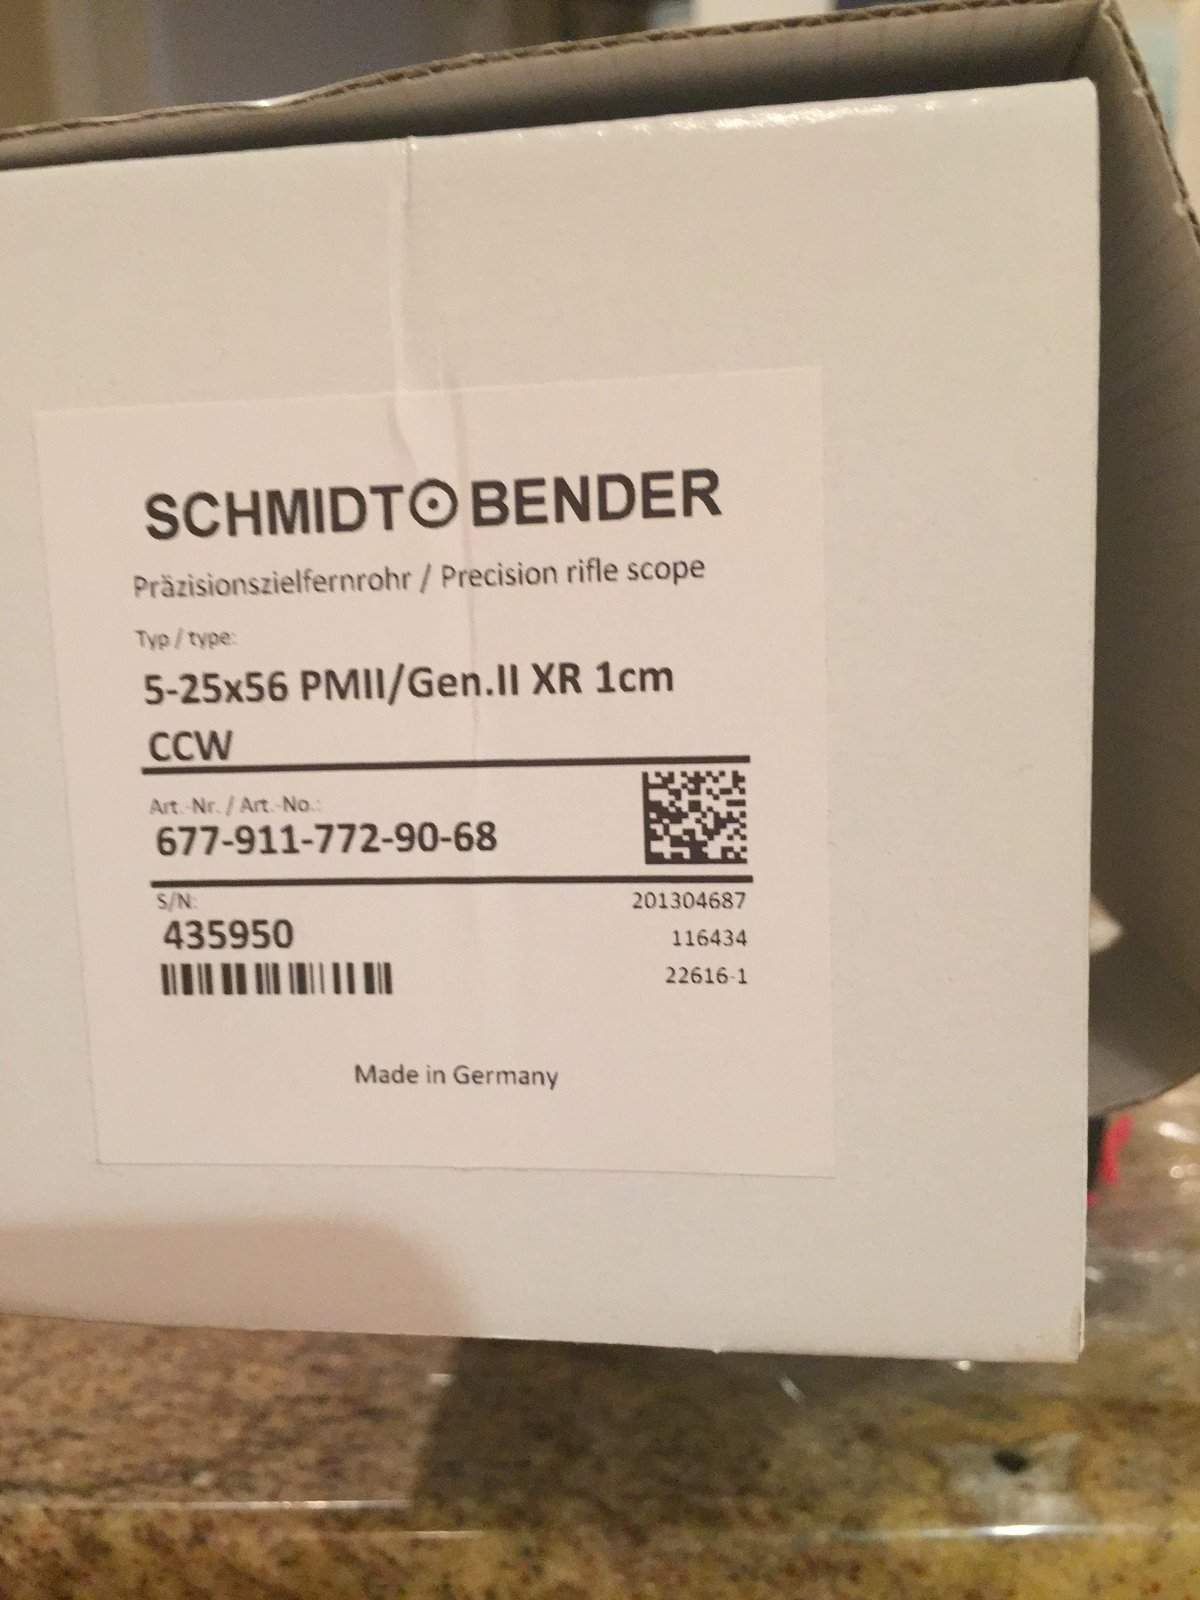 SCHMIDT BENDER
Präzisionszielfernrohr / Precision rifle scope
Typ / type:
5-25x56 PMII/Gen.II XR 1cm
CCW
Art.-Nr. / Art.-No.:
677-911-772-90-68
S/N:
435950
201304687
116434
22616-1
Made in Germany